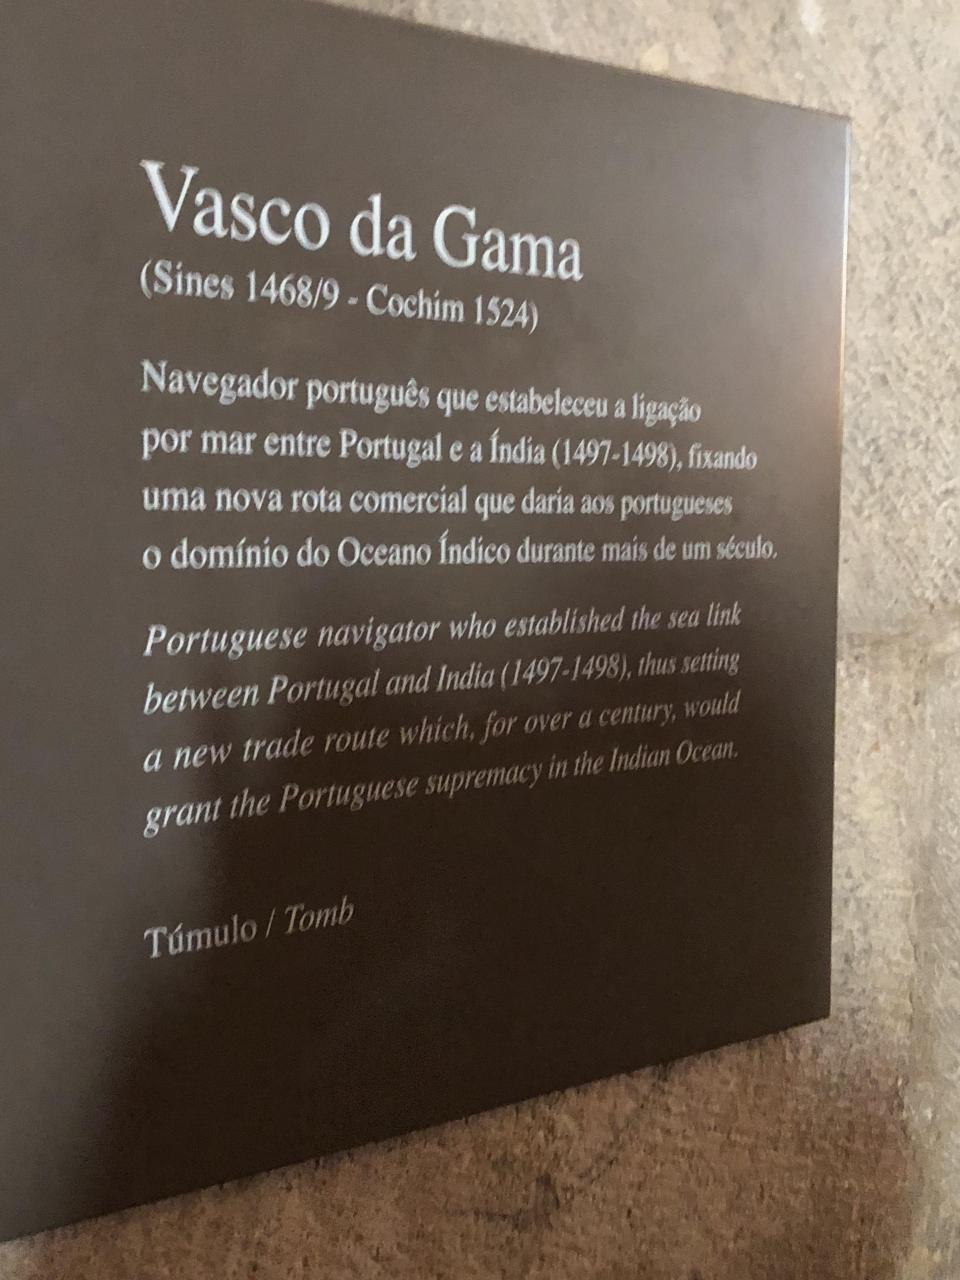 Vasco da Gama
(Sines 1468/9 - Cochim 1524)
Navegador português que estabeleceu a ligação
por mar entre Portugal e a Índia (1497-1498), fixando
uma nova rota comercial que daria aos portugueses
o domínio do Oceano Índico durante mais de um século.
Portuguese navigator who established the sea link
between Portugal and India (1497-1498), thus setting
a new trade route which, for over a century, would
grant the Portuguese supremacy in the Indian Ocean.
Túmulo / Tomb